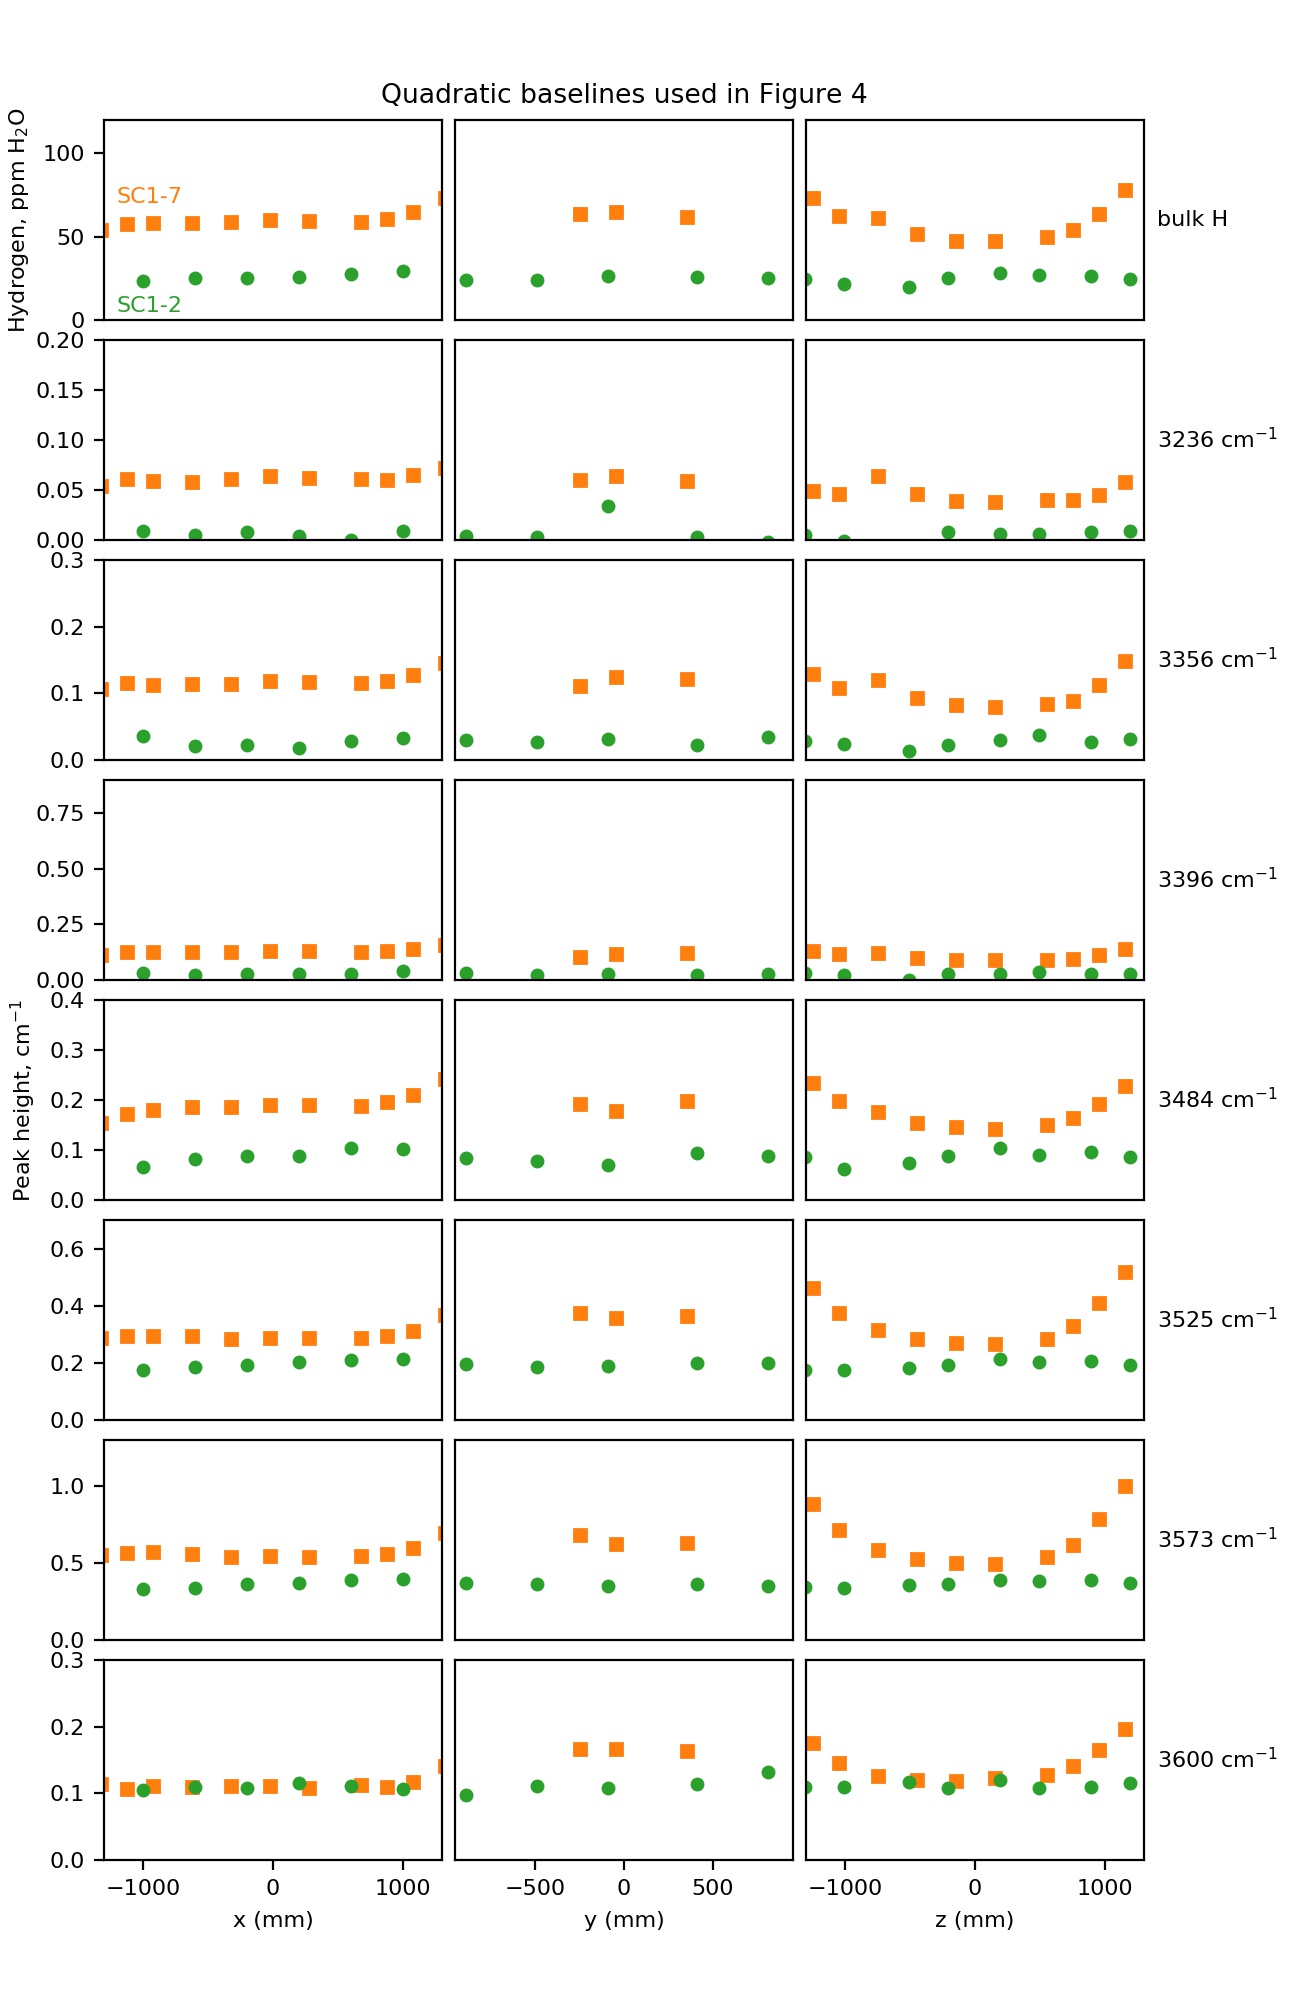 Quadratic baselines used in Figure 4
Hydrogen, ppm H₂O
100
50
0
SC1-7
SC1-2
bulk H
0.20
0.15
0.10
0.05
0.00
3236 cm⁻¹
0.3
0.2
0.1
0.0
3356 cm⁻¹
0.75
0.50
0.25
0.00
3396 cm⁻¹
Peak height, cm⁻¹
0.4
0.3
0.2
0.1
0.0
3484 cm⁻¹
0.6
0.4
0.2
0.0
3525 cm⁻¹
1.0
0.5
0.0
3573 cm⁻¹
0.3
0.2
0.1
0.0
3600 cm⁻¹
−1000 0 1000 −500 0 500 −1000 0 1000
x (mm) y (mm) z (mm)